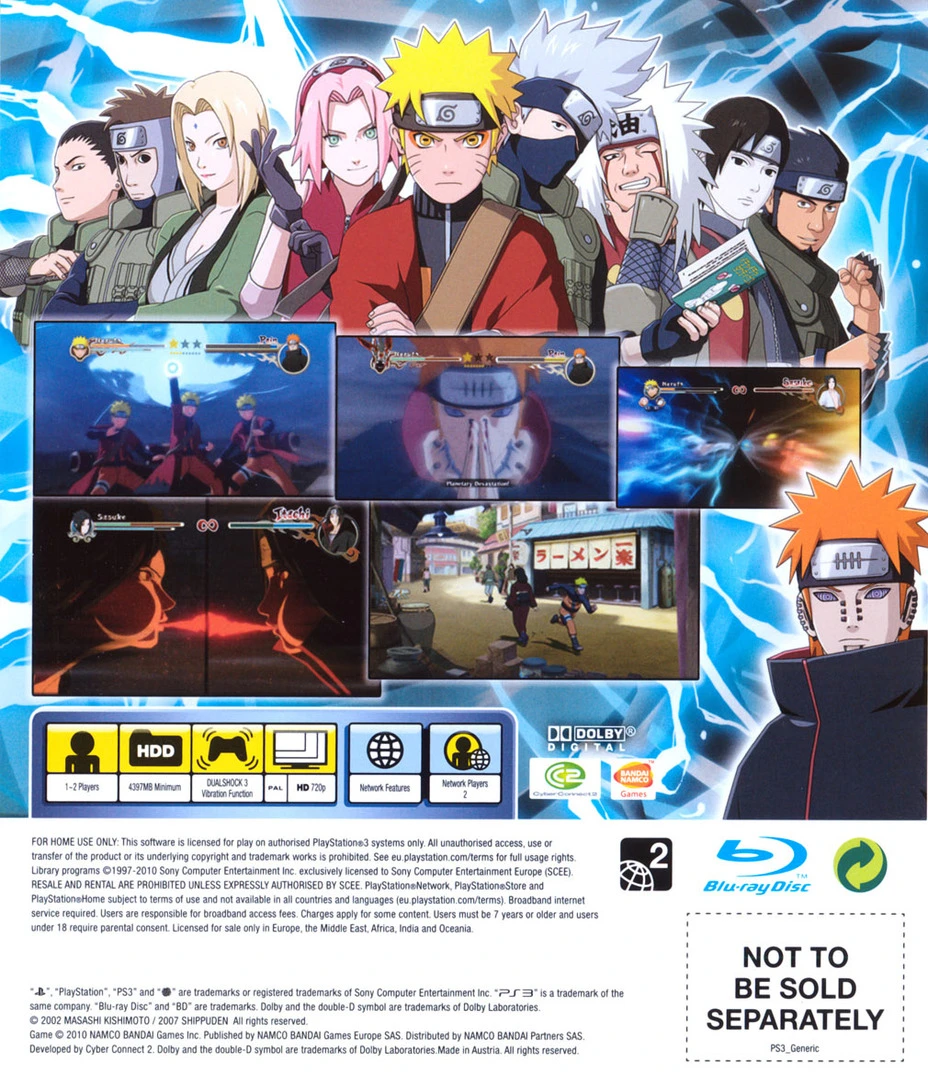 油
Pain
Naruto
Pain
Naruto
Sasuke
Planetary Devastation!
Sasuke
Itachi
ラーメン一楽
HDD
1-2 Players
4397MB Minimum
DUALSHOCK 3
Vibration Function
PAL
HD 720p
Network Features
Network Players
2
DOLBY®
DIGITAL
CyberConnect2
BANDAI
NAMCO
Games
™
FOR HOME USE ONLY: This software is licensed for play on authorised PlayStation®3 systems only. All unauthorised access, use or
transfer of the product or its underlying copyright and trademark works is prohibited. See eu.playstation.com/terms for full usage rights.
Library programs ©1997-2010 Sony Computer Entertainment Inc. exclusively licensed to Sony Computer Entertainment Europe (SCEE).
RESALE AND RENTAL ARE PROHIBITED UNLESS EXPRESSLY AUTHORISED BY SCEE. PlayStation®Network, PlayStation®Store and
PlayStation®Home subject to terms of use and not available in all countries and languages (eu.playstation.com/terms). Broadband internet
service required. Users are responsible for broadband access fees. Charges apply for some content. Users must be 7 years or older and users
under 18 require parental consent. Licensed for sale only in Europe, the Middle East, Africa, India and Oceania.
2
Blu-ray Disc
™
NOT TO
BE SOLD
SEPARATELY
PS3_Generic
“ ”, “PlayStation”, “PS3” and “ ” are trademarks or registered trademarks of Sony Computer Entertainment Inc. “PS3” is a trademark of the
same company. “Blu-ray Disc” and “BD” are trademarks. Dolby and the double-D symbol are trademarks of Dolby Laboratories.
© 2002 MASASHI KISHIMOTO / 2007 SHIPPUDEN All rights reserved.
Game © 2010 NAMCO BANDAI Games Inc. Published by NAMCO BANDAI Games Europe SAS. Distributed by NAMCO BANDAI Partners SAS.
Developed by Cyber Connect 2. Dolby and the double-D symbol are trademarks of Dolby Laboratories.Made in Austria. All rights reserved.